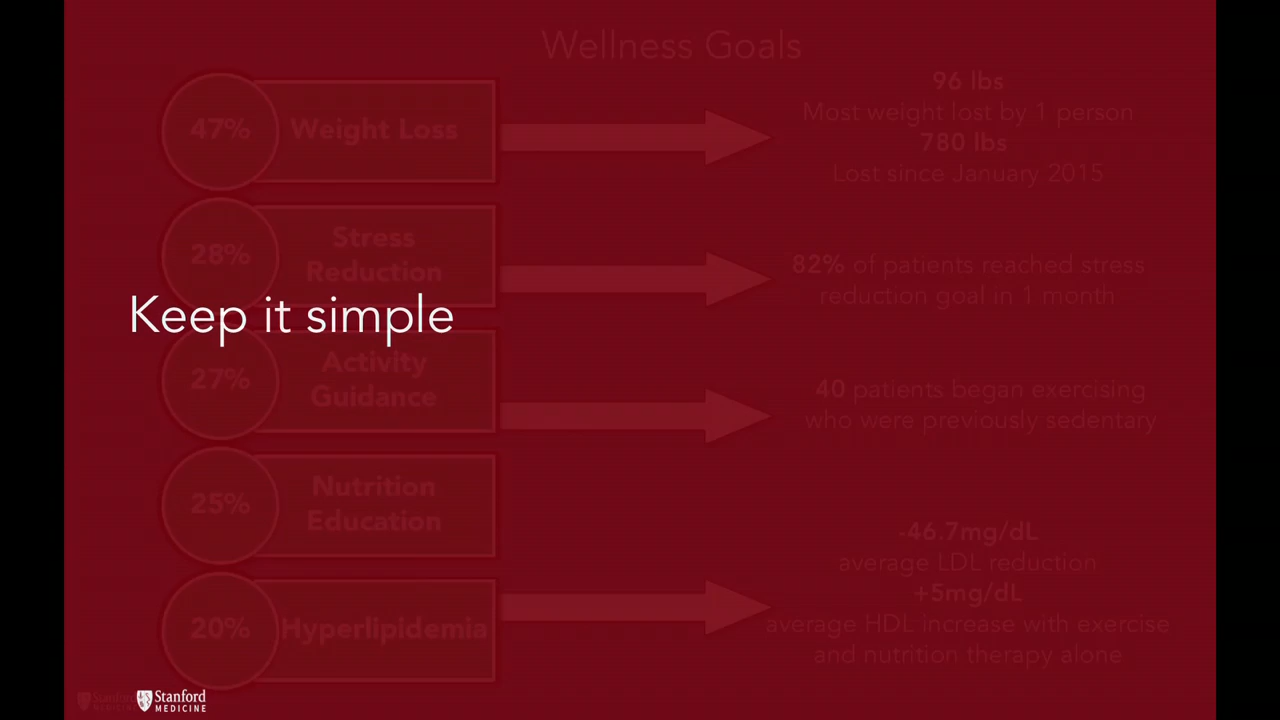 Wellness Goals
47%
Weight Loss
96 lbs
Most weight lost by 1 person
780 lbs
Lost since January 2015
28%
Stress
Reduction
82% of patients reached stress
reduction goal in 1 month
Keep it simple
27%
Activity
Guidance
40 patients began exercising
who were previously sedentary
25%
Nutrition
Education
20%
Hyperlipidemia
-46.7mg/dL
average LDL reduction
+5mg/dL
average HDL increase with exercise
and nutrition therapy alone
Stanford
MEDICINE
Stanford
MEDICINE